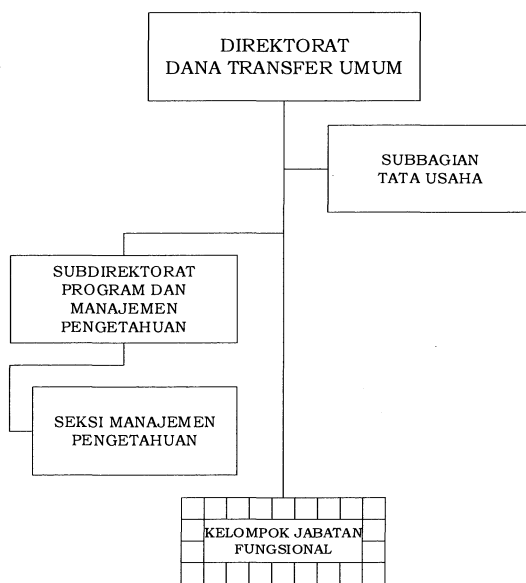 DIREKTORAT
DANA TRANSFER UMUM
SUBBAGIAN
TATA USAHA
SUBDIREKTORAT
PROGRAM DAN
MANAJEMEN
PENGETAHUAN
SEKSI MANAJEMEN
PENGETAHUAN
KELOMPOK JABATAN
FUNGSIONAL